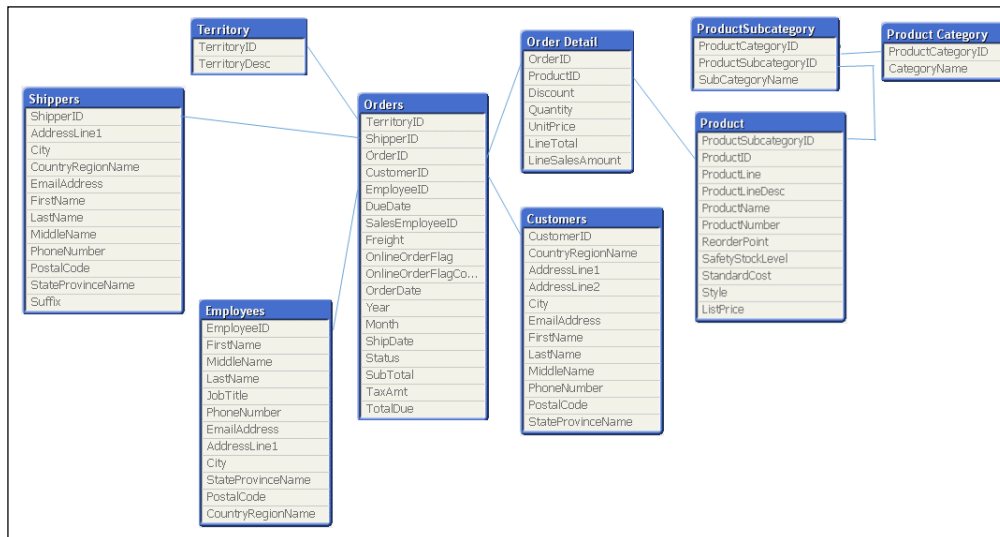 Territory
TerritoryID
TerritoryDesc
Shippers
ShipperID
AddressLine1
City
CountryRegionName
EmailAddress
FirstName
LastName
MiddleName
PhoneNumber
PostalCode
StateProvinceName
Suffix
Employees
EmployeeID
FirstName
MiddleName
LastName
JobTitle
PhoneNumber
EmailAddress
AddressLine1
City
StateProvinceName
PostalCode
CountryRegionName
Orders
TerritoryID
ShipperID
OrderID
CustomerID
EmployeeID
DueDate
SalesEmployeeID
Freight
OnlineOrderFlag
OnlineOrderFlagCo...
OrderDate
Year
Month
ShipDate
Status
SubTotal
TaxAmt
TotalDue
Order Detail
OrderID
ProductID
Discount
Quantity
UnitPrice
LineTotal
LineSalesAmount
Customers
CustomerID
CountryRegionName
AddressLine1
AddressLine2
City
EmailAddress
FirstName
LastName
MiddleName
PhoneNumber
PostalCode
StateProvinceName
ProductSubcategory
ProductCategoryID
ProductSubcategoryID
SubCategoryName
Product Category
ProductCategoryID
CategoryName
Product
ProductSubcategoryID
ProductID
ProductLine
ProductLineDesc
ProductName
ProductNumber
ReorderPoint
SafetyStockLevel
StandardCost
Style
ListPrice